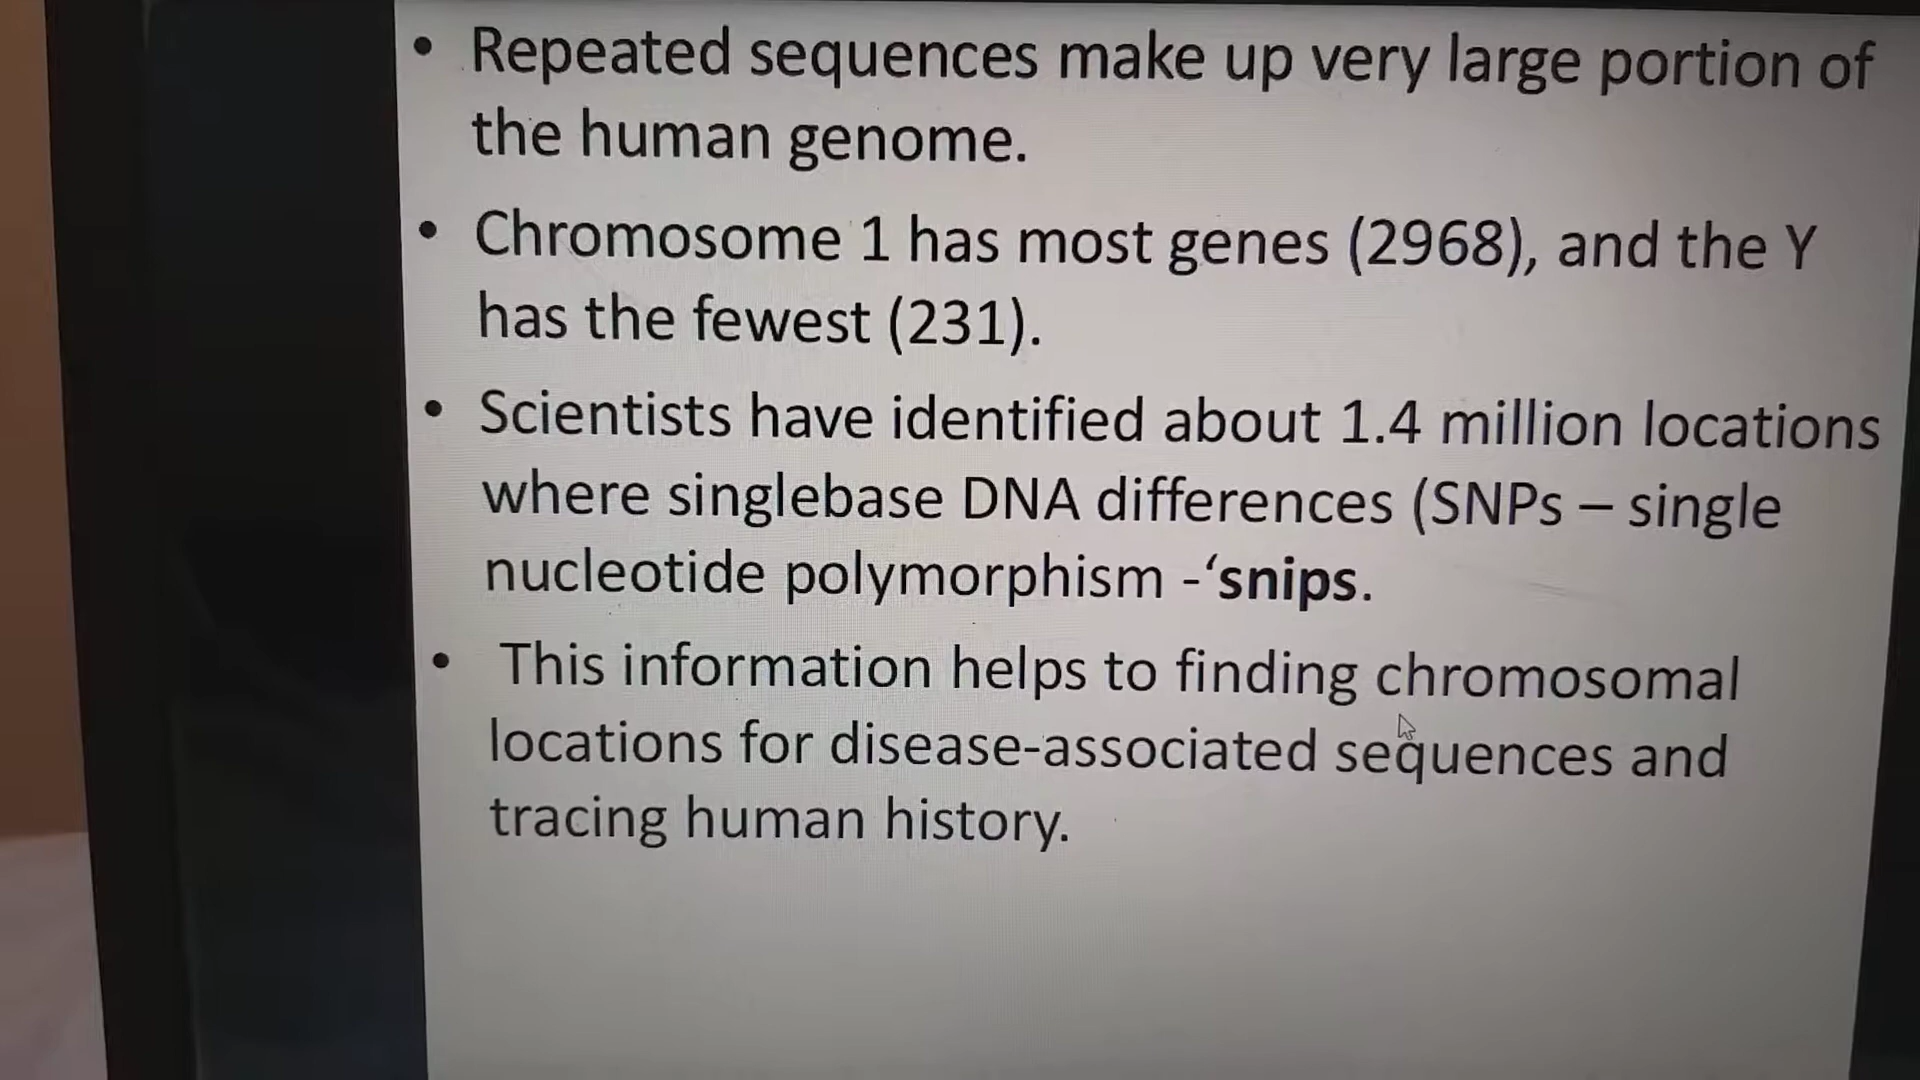 • Repeated sequences make up very large portion of
the human genome.
• Chromosome 1 has most genes (2968), and the Y
has the fewest (231).
• Scientists have identified about 1.4 million locations
where singlebase DNA differences (SNPs – single
nucleotide polymorphism -‘snips.
• This information helps to finding chromosomal
locations for disease-associated sequences and
tracing human history.